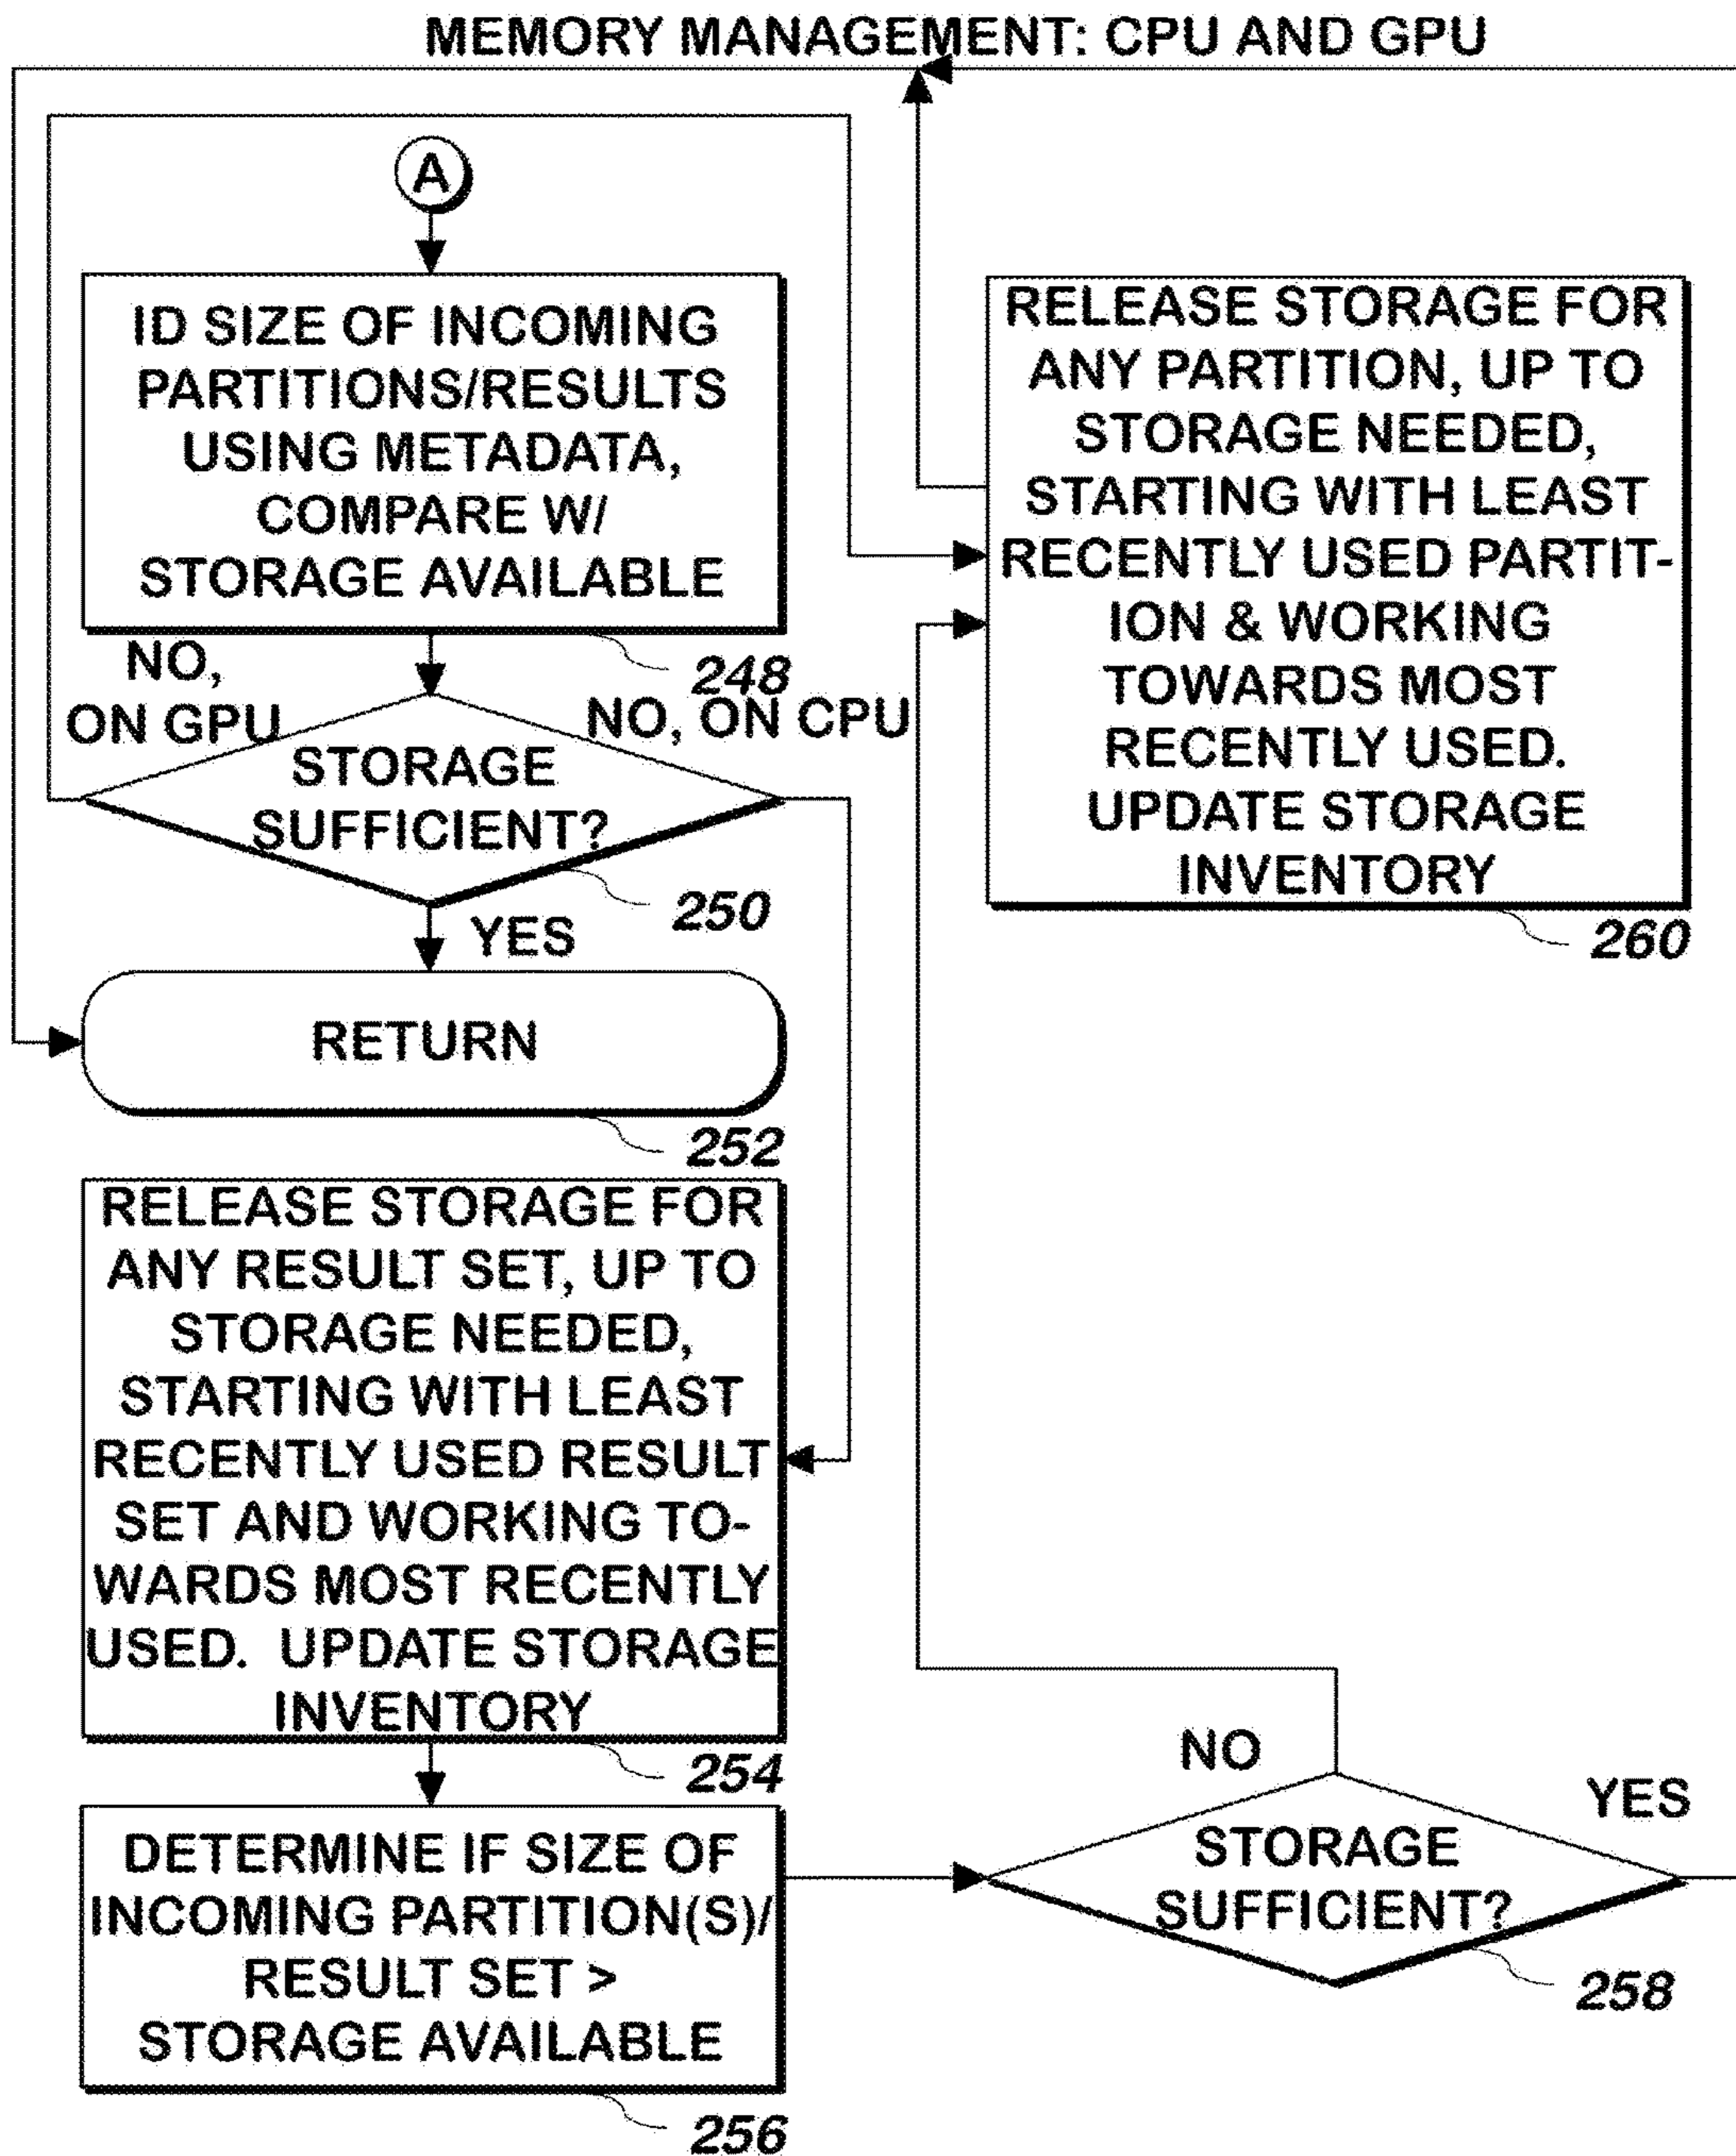 MEMORY MANAGEMENT: CPU AND GPU
A
ID SIZE OF INCOMING
PARTITIONS/RESULTS
USING METADATA,
COMPARE W/
STORAGE AVAILABLE
248
NO,
ON GPU
NO, ON CPU
STORAGE
SUFFICIENT?
250
YES
RETURN
252
RELEASE STORAGE FOR
ANY RESULT SET, UP TO
STORAGE NEEDED,
STARTING WITH LEAST
RECENTLY USED RESULT
SET AND WORKING TO-
WARDS MOST RECENTLY
USED. UPDATE STORAGE
INVENTORY
254
DETERMINE IF SIZE OF
INCOMING PARTITION(S)/
RESULT SET >
STORAGE AVAILABLE
256
STORAGE
SUFFICIENT?
258
NO
YES
RELEASE STORAGE FOR
ANY PARTITION, UP TO
STORAGE NEEDED,
STARTING WITH LEAST
RECENTLY USED PARTIT-
ION & WORKING
TOWARDS MOST
RECENTLY USED.
UPDATE STORAGE
INVENTORY
260